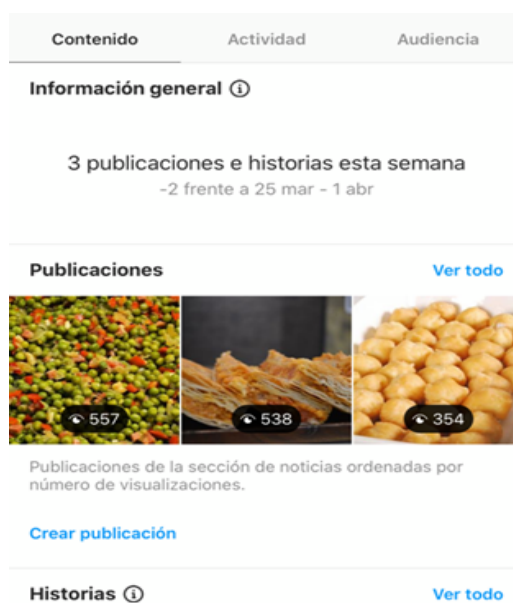 Contenido Actividad Audiencia
Información general
3 publicaciones e historias esta semana
-2 frente a 25 mar - 1 abr
Publicaciones Ver todo
557 538 354
Publicaciones de la sección de noticias ordenadas por
número de visualizaciones.
Crear publicación
Historias Ver todo